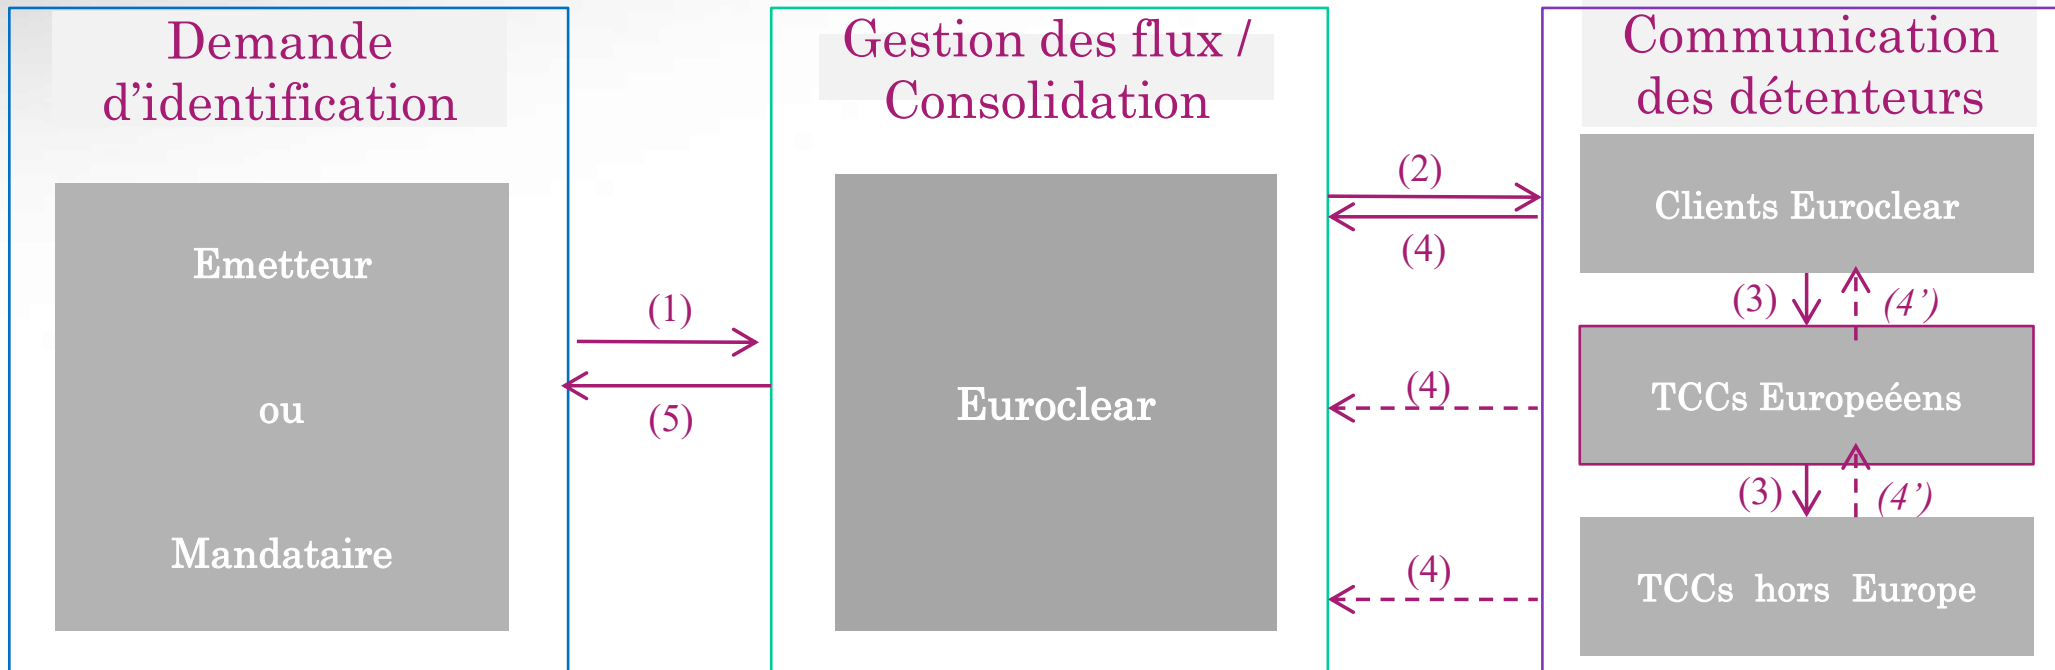 Demande
d’identification
Emetteur
ou
Mandataire
(1)
(5)
Gestion des flux /
Consolidation
Euroclear
(2)
(4)
(4)
(4)
Communication
des détenteurs
Clients Euroclear
(3)
(4’)
TCCs Europeéens
(3)
(4’)
TCCs hors Europe